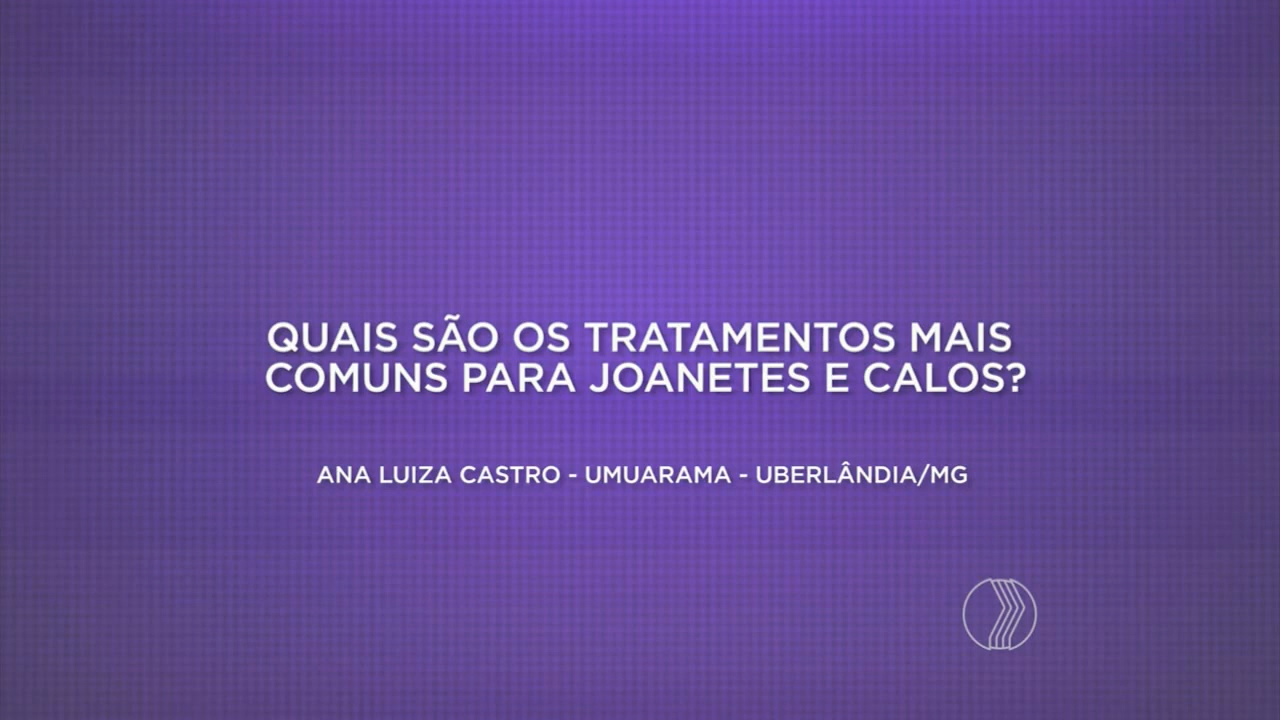 QUAIS SÃO OS TRATAMENTOS MAIS
COMUNS PARA JOANETES E CALOS?
ANA LUIZA CASTRO - UMUARAMA - UBERLÂNDIA/MG